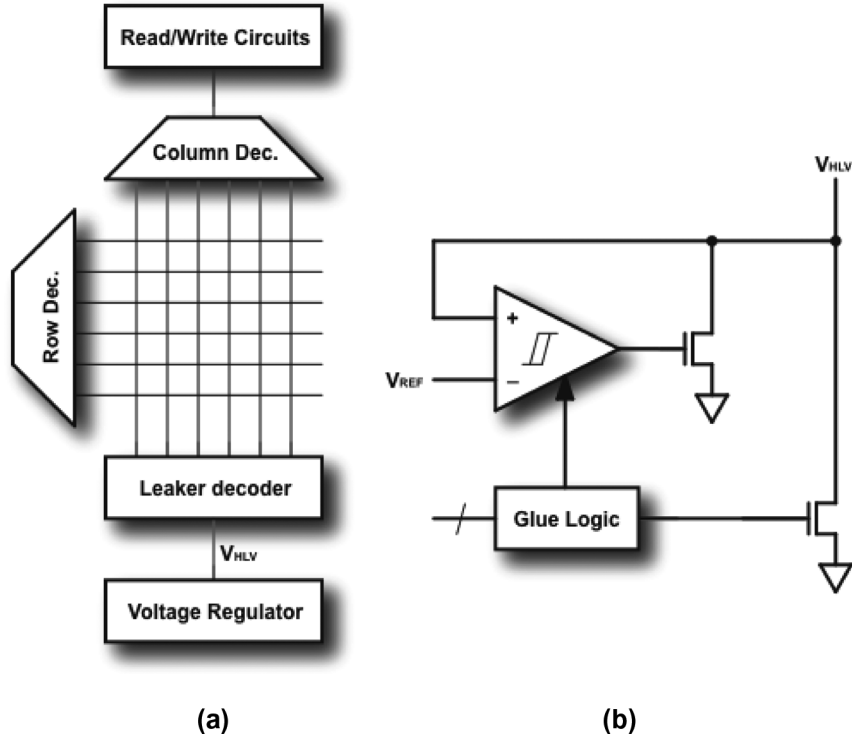 Read/Write Circuits
Column Dec.
Row Dec.
Leaker decoder
VHLV
Voltage Regulator
(a)
VHLV
+
VREF
−
Glue Logic
(b)